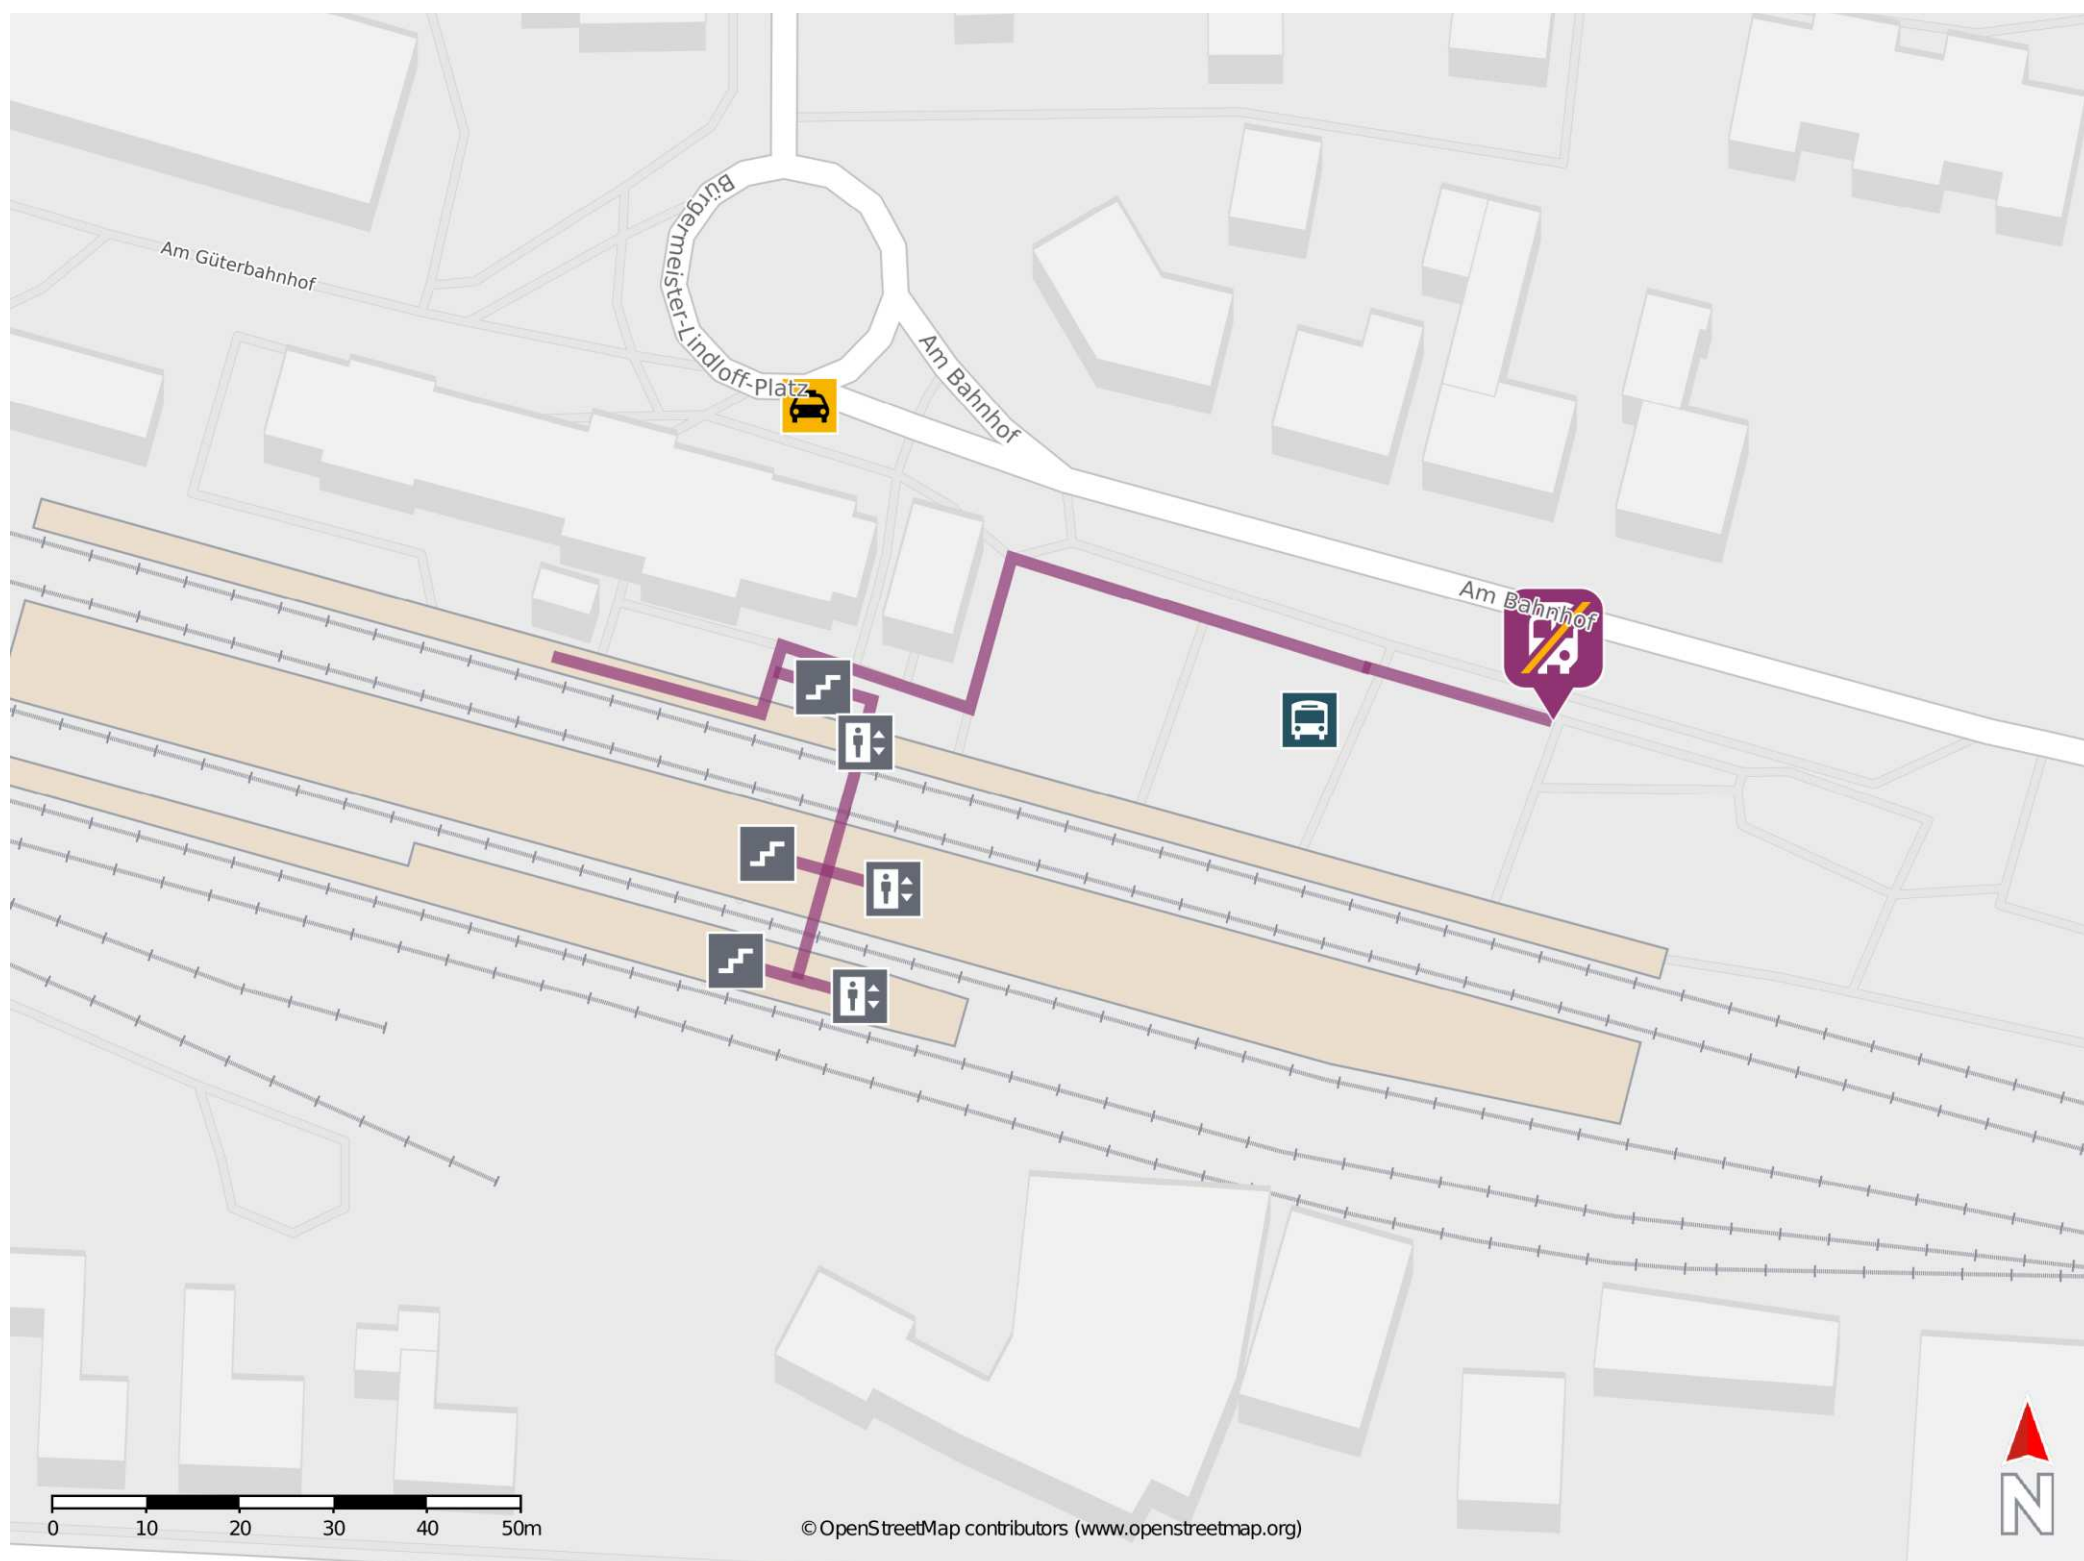 Bürgermeister-Lindloff-Platz
Am Güterbahnhof
Am Bahnhof
Am Bahnhof
0 10 20 30 40 50m
© OpenStreetMap contributors (www.openstreetmap.org)
N